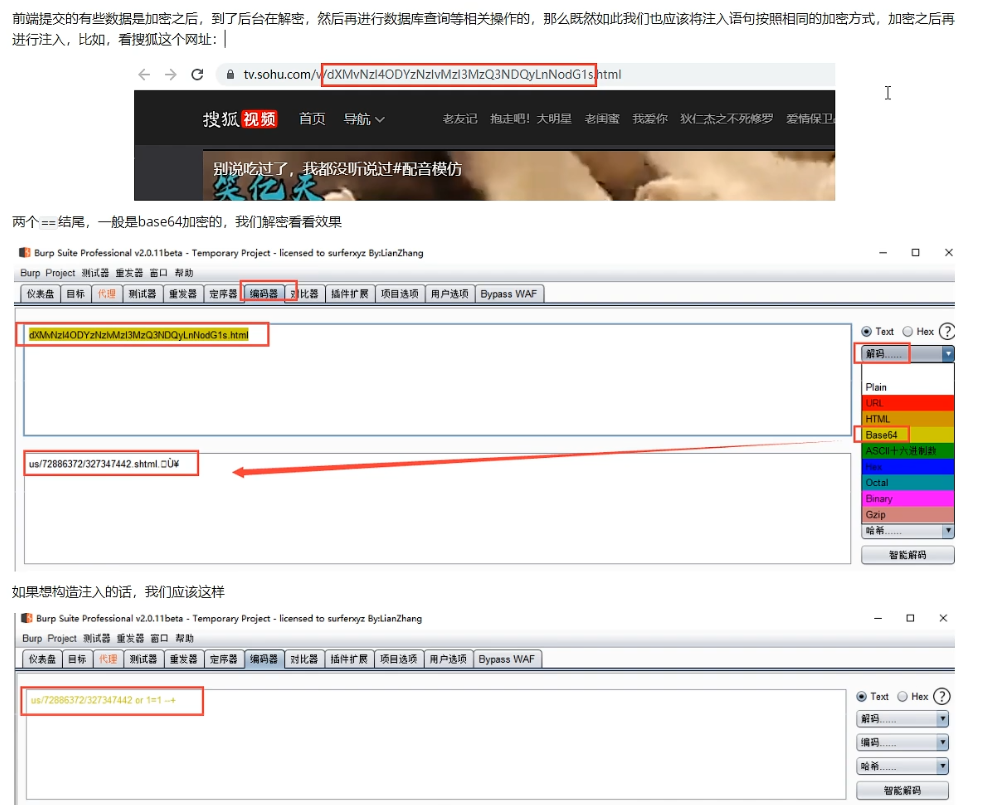 前端提交的有些数据是加密之后，到了后台在解密，然后再进行数据库查询等相关操作的，那么既然如此我们也应该将注入语句按照相同的加密方式，加密之后再
进行注入，比如，看搜狐这个网址：
tv.sohu.com/v/dXMvNzI4ODYzNzIvMzI3MzQ3NDQyLnNodG1s.html
搜狐视频 首页 导航 老友记 抱走吧！大明星 老闺蜜 我爱你 狄仁杰之不死修罗 爱情保卫
别说吃过了，我都没听说过#配音模仿
笑亿天
两个==结尾，一般是base64加密的，我们解密看看效果
Burp Suite Professional v2.0.11beta - Temporary Project - licensed to surferxyz By:LianZhang
Burp Project 测试器 重发器 窗口 帮助
仪表盘 目标 代理 测试器 重发器 定序器 编码器 对比器 插件扩展 项目选项 用户选项 Bypass WAF
dXMvNzI4ODYzNzIvMzI3MzQ3NDQyLnNodG1s.html
Text Hex ?
解码......
Plain
URL
HTML
Base64
ASCII十六进制数
Hex
Octal
Binary
Gzip
哈希......
智能解码
us/72886372/327347442.shtml.□Ù¥
如果想构造注入的话，我们应该这样
Burp Suite Professional v2.0.11beta - Temporary Project - licensed to surferxyz By:LianZhang
Burp Project 测试器 重发器 窗口 帮助
仪表盘 目标 代理 测试器 重发器 定序器 编码器 对比器 插件扩展 项目选项 用户选项 Bypass WAF
us/72886372/327347442 or 1=1 --+
Text Hex ?
解码......
编码......
哈希......
智能解码